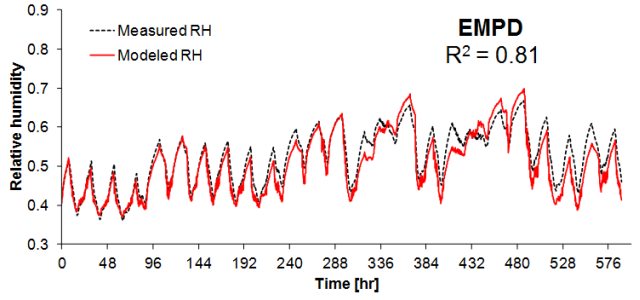 0.9
Measured RH
Modeled RH
EMPD
R² = 0.81
0.8
0.7
0.6
0.5
0.4
0.3
Relative humidity
0 48 96 144 192 240 288 336 384 432 480 528 576
Time [hr]